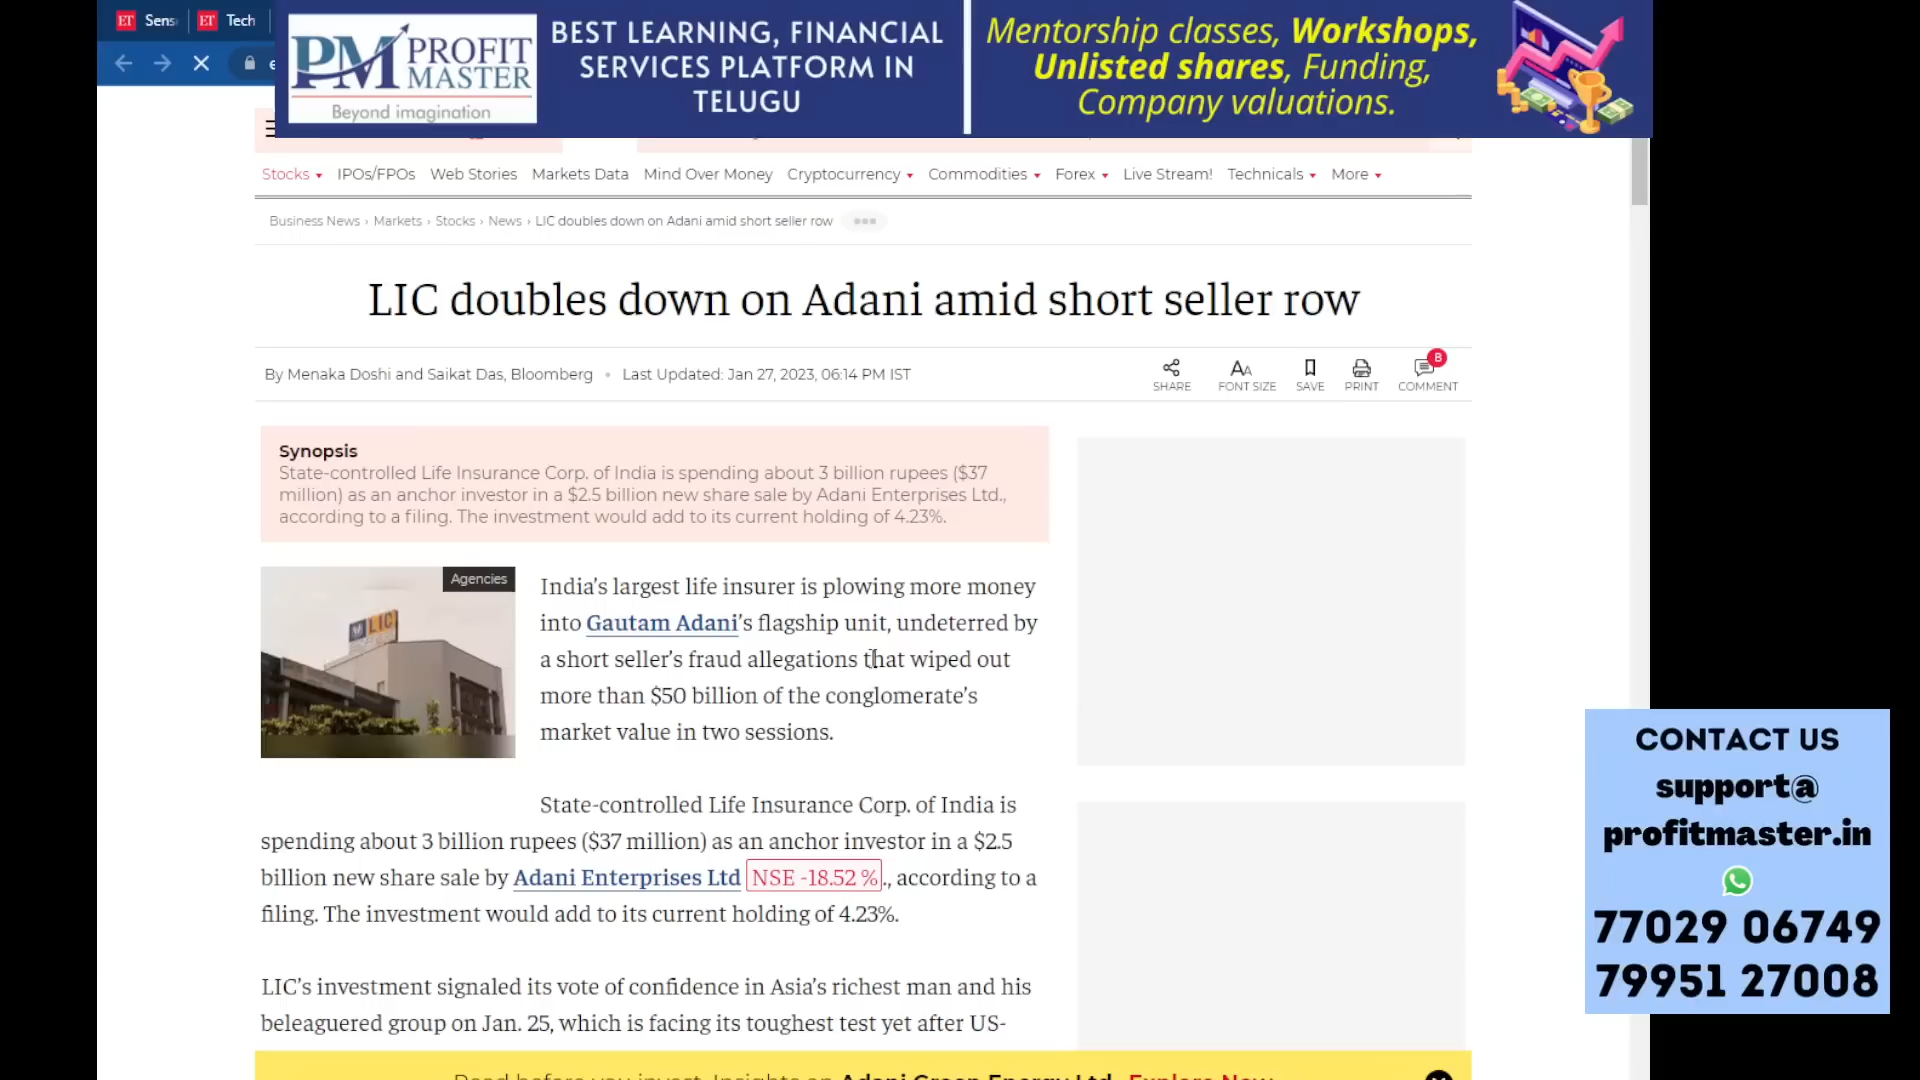 Sens
Tech
PM PROFIT
MASTER
Beyond imagination
BEST LEARNING, FINANCIAL
SERVICES PLATFORM IN
TELUGU
Mentorship classes, Workshops,
Unlisted shares, Funding,
Company valuations.
Stocks IPOs/FPOs Web Stories Markets Data Mind Over Money Cryptocurrency Commodities Forex Live Stream! Technicals More
Business News › Markets › Stocks › News › LIC doubles down on Adani amid short seller row
LIC doubles down on Adani amid short seller row
By Menaka Doshi and Saikat Das, Bloomberg • Last Updated: Jan 27, 2023, 06:14 PM IST
SHARE FONT SIZE SAVE PRINT COMMENT
Synopsis
State-controlled Life Insurance Corp. of India is spending about 3 billion rupees ($37
million) as an anchor investor in a $2.5 billion new share sale by Adani Enterprises Ltd.,
according to a filing. The investment would add to its current holding of 4.23%.
Agencies
LIC
India's largest life insurer is plowing more money
into Gautam Adani's flagship unit, undeterred by
a short seller's fraud allegations that wiped out
more than $50 billion of the conglomerate's
market value in two sessions.
State-controlled Life Insurance Corp. of India is
spending about 3 billion rupees ($37 million) as an anchor investor in a $2.5
billion new share sale by Adani Enterprises Ltd NSE -18.52 %., according to a
filing. The investment would add to its current holding of 4.23%.
LIC's investment signaled its vote of confidence in Asia's richest man and his
beleaguered group on Jan. 25, which is facing its toughest test yet after US-
Read before you invest. Insights on Adani Green Energy Ltd. Explore Now
CONTACT US
support@
profitmaster.in
77029 06749
79951 27008